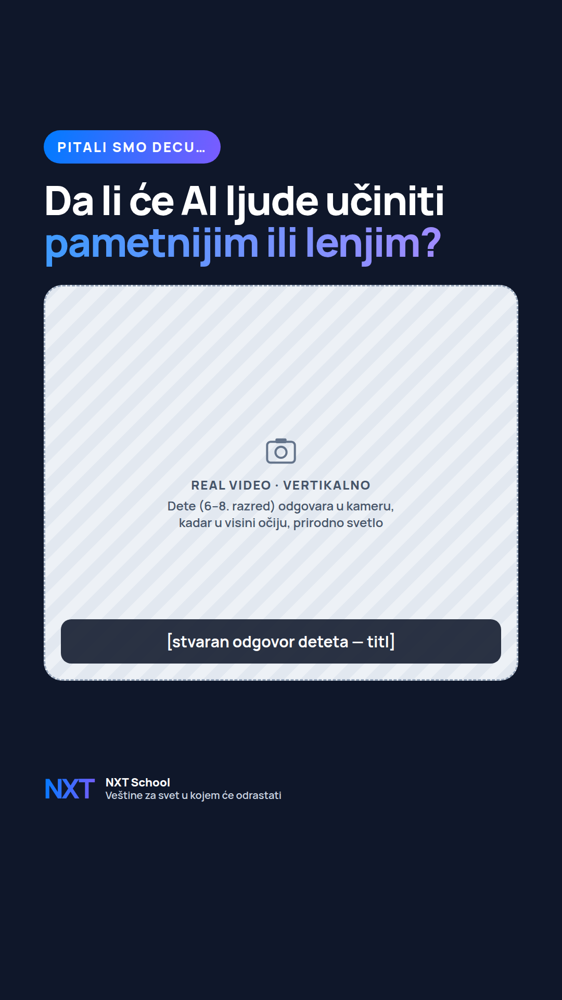 PITALI SMO DECU…
Da li će AI ljude učiniti
pametnijim ili lenjim?
REAL VIDEO · VERTIKALNO
Dete (6–8. razred) odgovara u kameru,
kadar u visini očiju, prirodno svetlo
[stvaran odgovor deteta — titl]
NXT
NXT School
Veštine za svet u kojem će odrastati